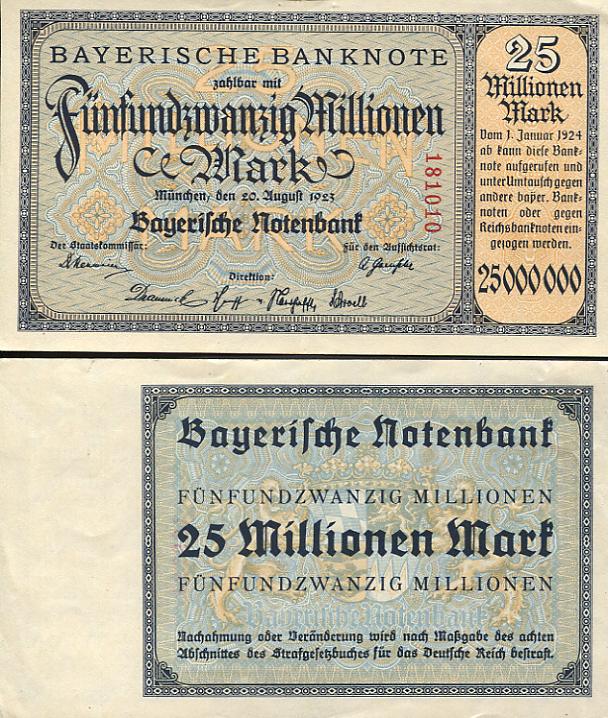 BAYERISCHE BANKNOTE
zahlbar mit
Fünfundzwanzig Millionen
Mark
München, den 20. August 1923
Bayerische Notenbank
Der Staatskommissär:
Für den Aufsichtsrat:
Direktion:
181010
25
Millionen
Mark
Vom 1. Januar 1924
ab kann diese Bank-
note aufgerufen und
unter Umtausch gegen
andere bayer. Bank-
noten oder gegen
Reichsbanknoten ein-
gezogen werden.
25000000
Bayerische Notenbank
FÜNFUNDZWANZIG MILLIONEN
25 Millionen Mark
FÜNFUNDZWANZIG MILLIONEN
Bayerische Notenbank
Nachahmung oder Veränderung wird nach Maßgabe des achten
Abschnittes des Strafgesetzbuches für das Deutsche Reich bestraft.